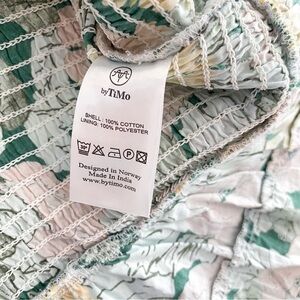 byTiMo
SHELL: 100% COTTON
LINING: 100% POLYESTER
Designed in Norway
Made In India
www.bytimo.com